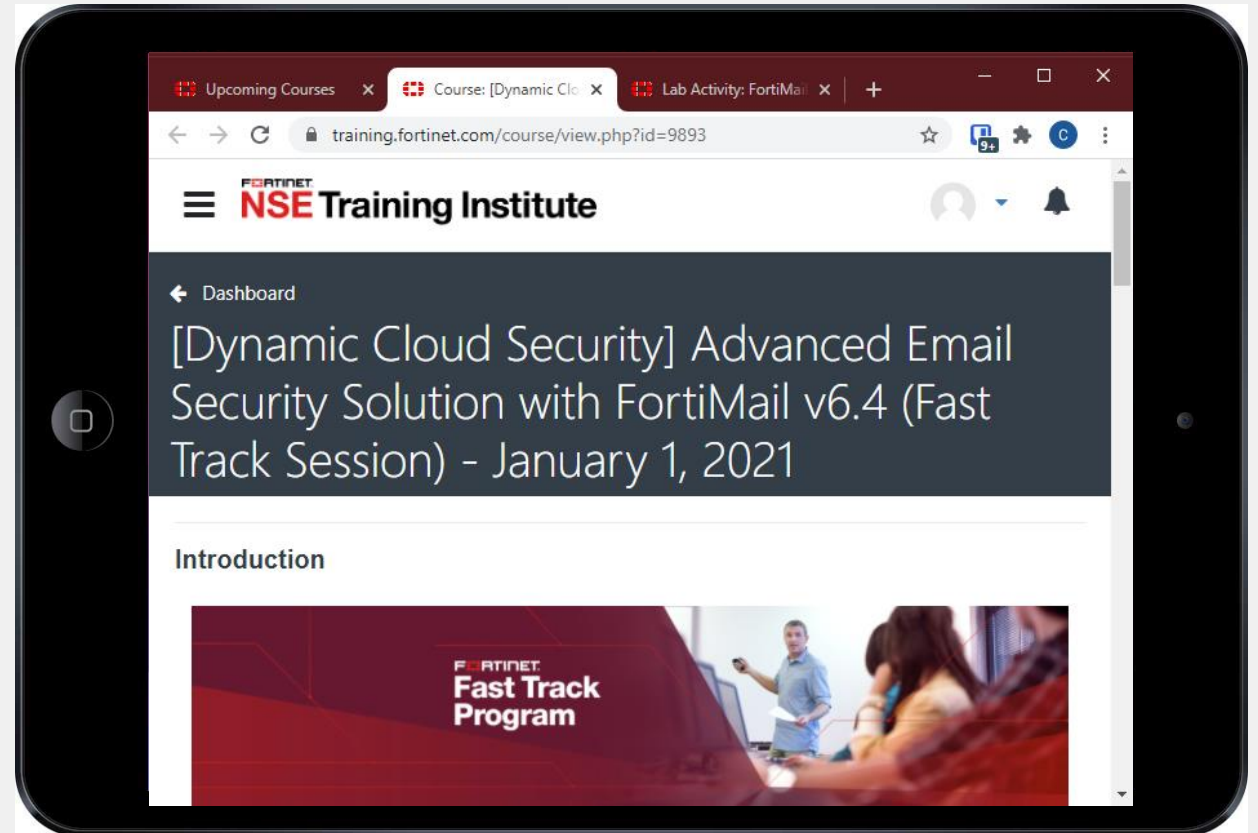 Upcoming Courses
Course: [Dynamic Clo
Lab Activity: FortiMai
training.fortinet.com/course/view.php?id=9893
9+
C
FORTINET
NSE Training Institute
Dashboard
[Dynamic Cloud Security] Advanced Email
Security Solution with FortiMail v6.4 (Fast
Track Session) - January 1, 2021
Introduction
FORTINET
Fast Track
Program